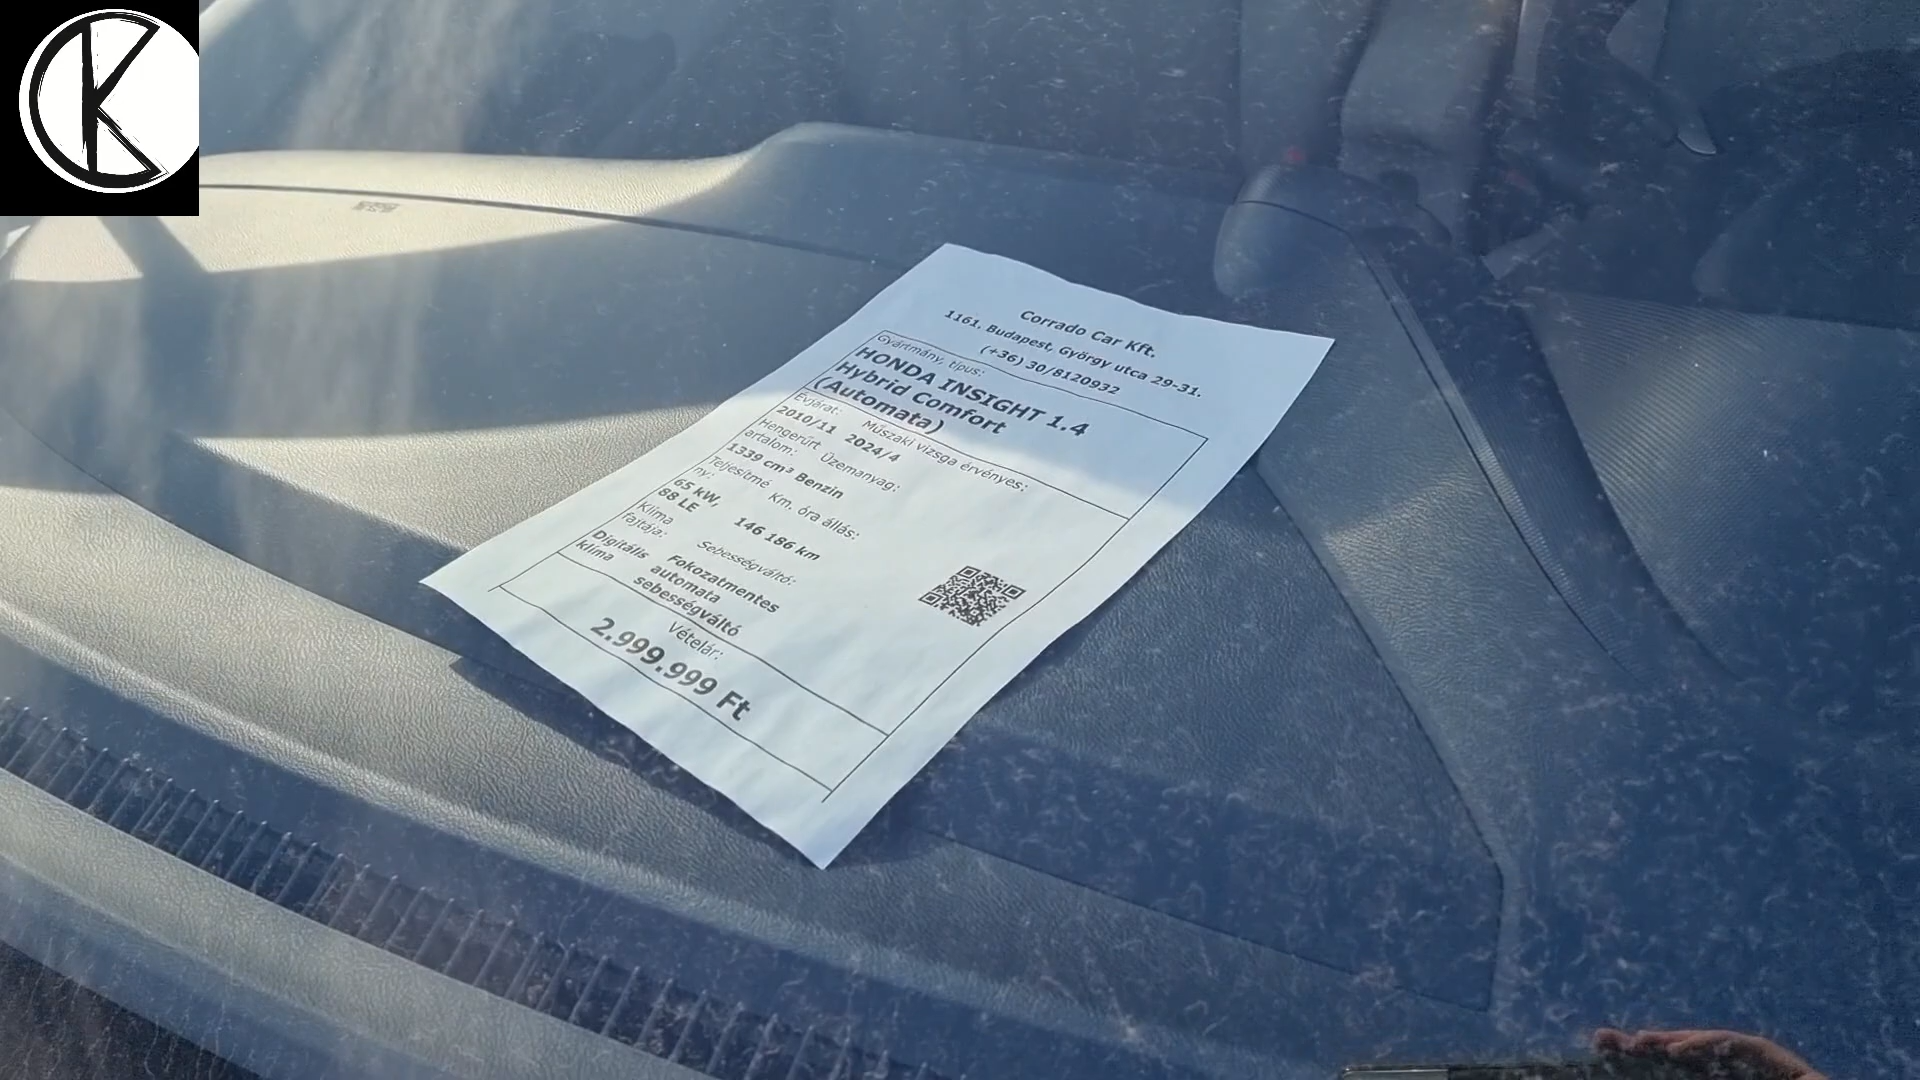 Corrado Car Kft.
1161. Budapest, György utca 29-31.
(+36) 30/8120932
Gyártmány, típus:
HONDA INSIGHT 1.4
Hybrid Comfort
(Automata)
Évjárat: Műszaki vizsga érvényes:
2010/11 2024/4
Hengerűrt Üzemanyag:
artalom:
1339 cm³ Benzin
Teljesítmé Km. óra állás:
ny:
65 kW, 146 186 km
88 LE
Klíma Sebességváltó:
fajtája:
Digitális Fokozatmentes
klíma automata
sebességváltó
Vételár:
2.999.999 Ft